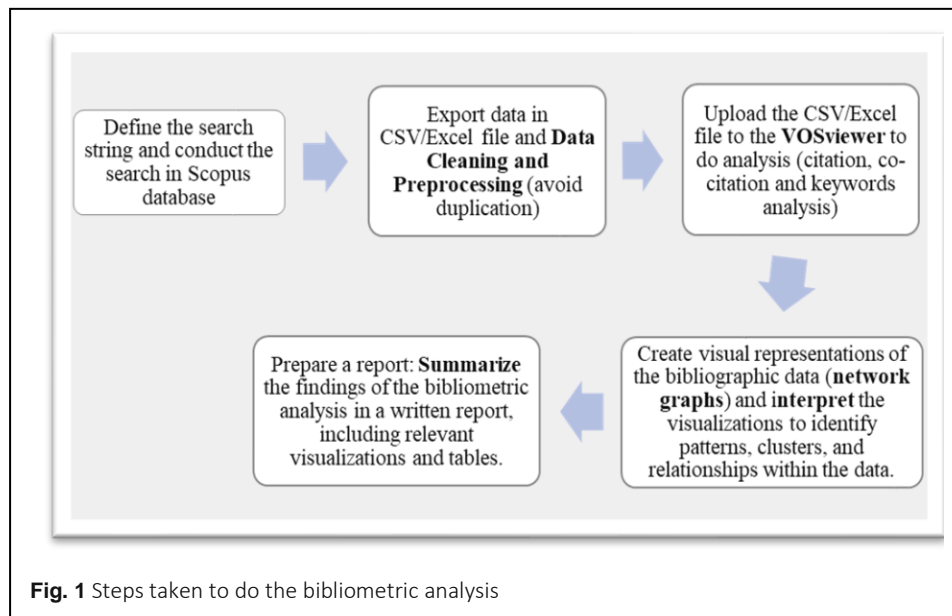 Define the search
string and conduct the
search in Scopus
database
Export data in
CSV/Excel file and Data
Cleaning and
Preprocessing (avoid
duplication)
Upload the CSV/Excel
file to the VOSviewer to
do analysis (citation, co-
citation and keywords
analysis)
Create visual representations of
the bibliographic data (network
graphs) and interpret the
visualizations to identify
patterns, clusters, and
relationships within the data.
Prepare a report: Summarize
the findings of the bibliometric
analysis in a written report,
including relevant
visualizations and tables.
Fig. 1 Steps taken to do the bibliometric analysis